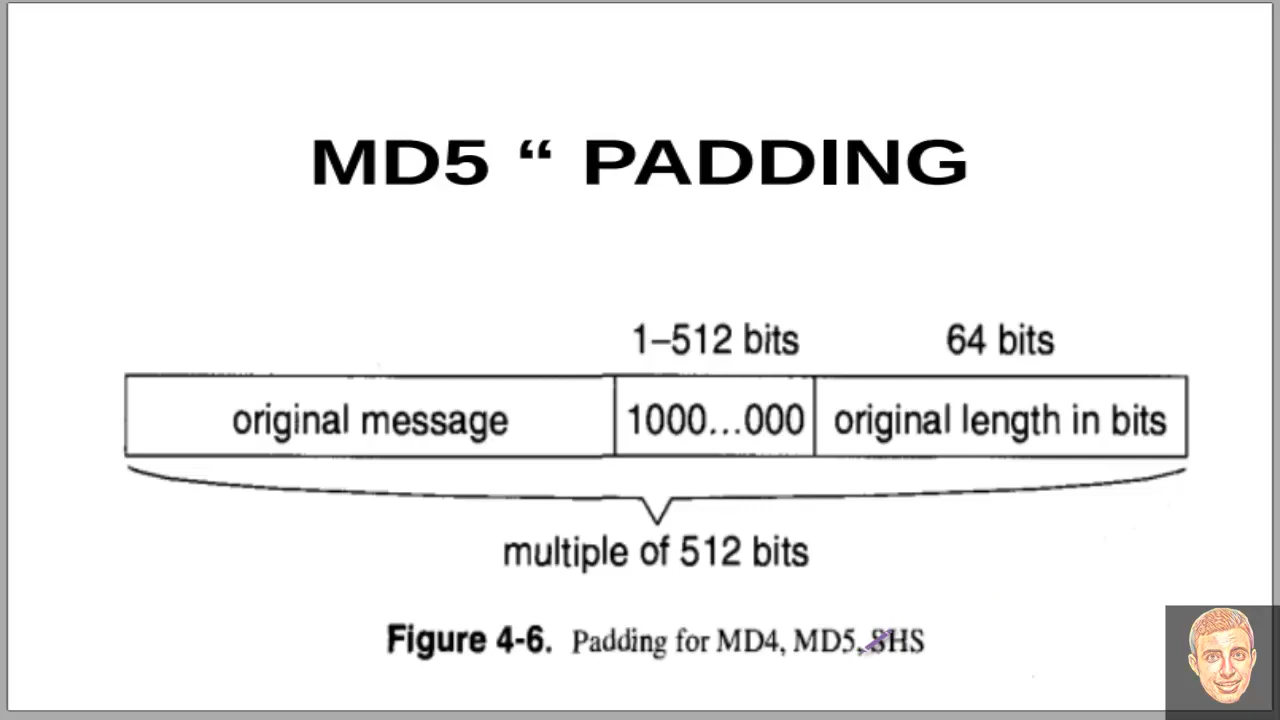 MD5 “ PADDING
1–512 bits 64 bits
original message 1000...000 original length in bits
multiple of 512 bits
Figure 4-6. Padding for MD4, MD5, SHS